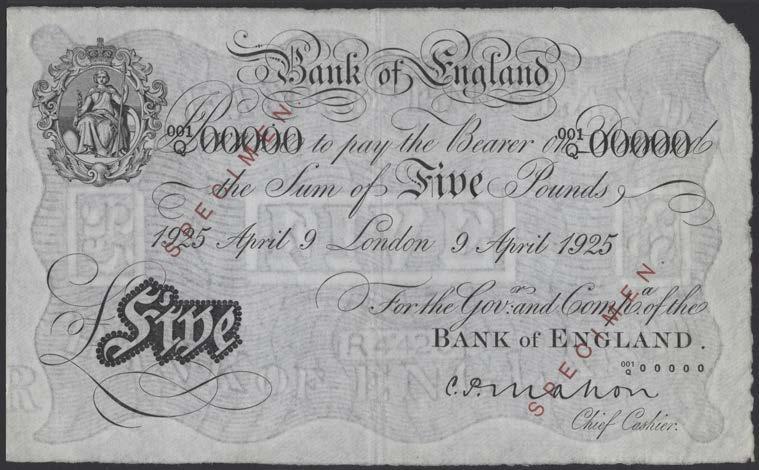 Bank of England
001
Q 00000 to pay the Bearer on Demand 001
Q 00000
the Sum of Five Pounds
1925 April 9 London 9 April 1925
For the Govr. and Compa. of the
Five
BANK of ENGLAND.
001
Q 00000
Chief Cashier.
SPECIMEN.
SPECIMEN.